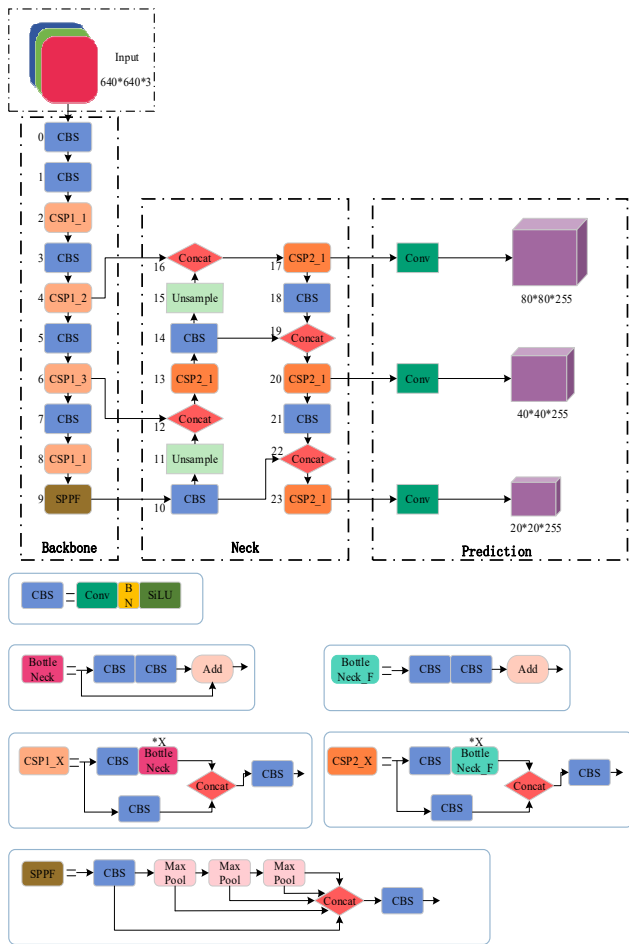 Input
640*640*3
0 CBS
1 CBS
2 CSP1_1
3 CBS
4 CSP1_2
5 CBS
6 CSP1_3
7 CBS
8 CSP1_1
9 SPPF
Backbone
16 Concat
15 Unsample
14 CBS
13 CSP2_1
12 Concat
11 Unsample
10 CBS
17 CSP2_1
18 CBS
19 Concat
20 CSP2_1
21 CBS
22 Concat
23 CSP2_1
Neck
Conv
80*80*255
Conv
40*40*255
Conv
20*20*255
Prediction
CBS = Conv B N SiLU
Bottle Neck = CBS CBS Add
Bottle Neck_F = CBS CBS Add
*X
CSP1_X = CBS Bottle Neck
Concat CBS
CBS
*X
CSP2_X = CBS Bottle Neck_F
Concat CBS
CBS
SPPF = CBS Max Pool Max Pool Max Pool
Concat CBS